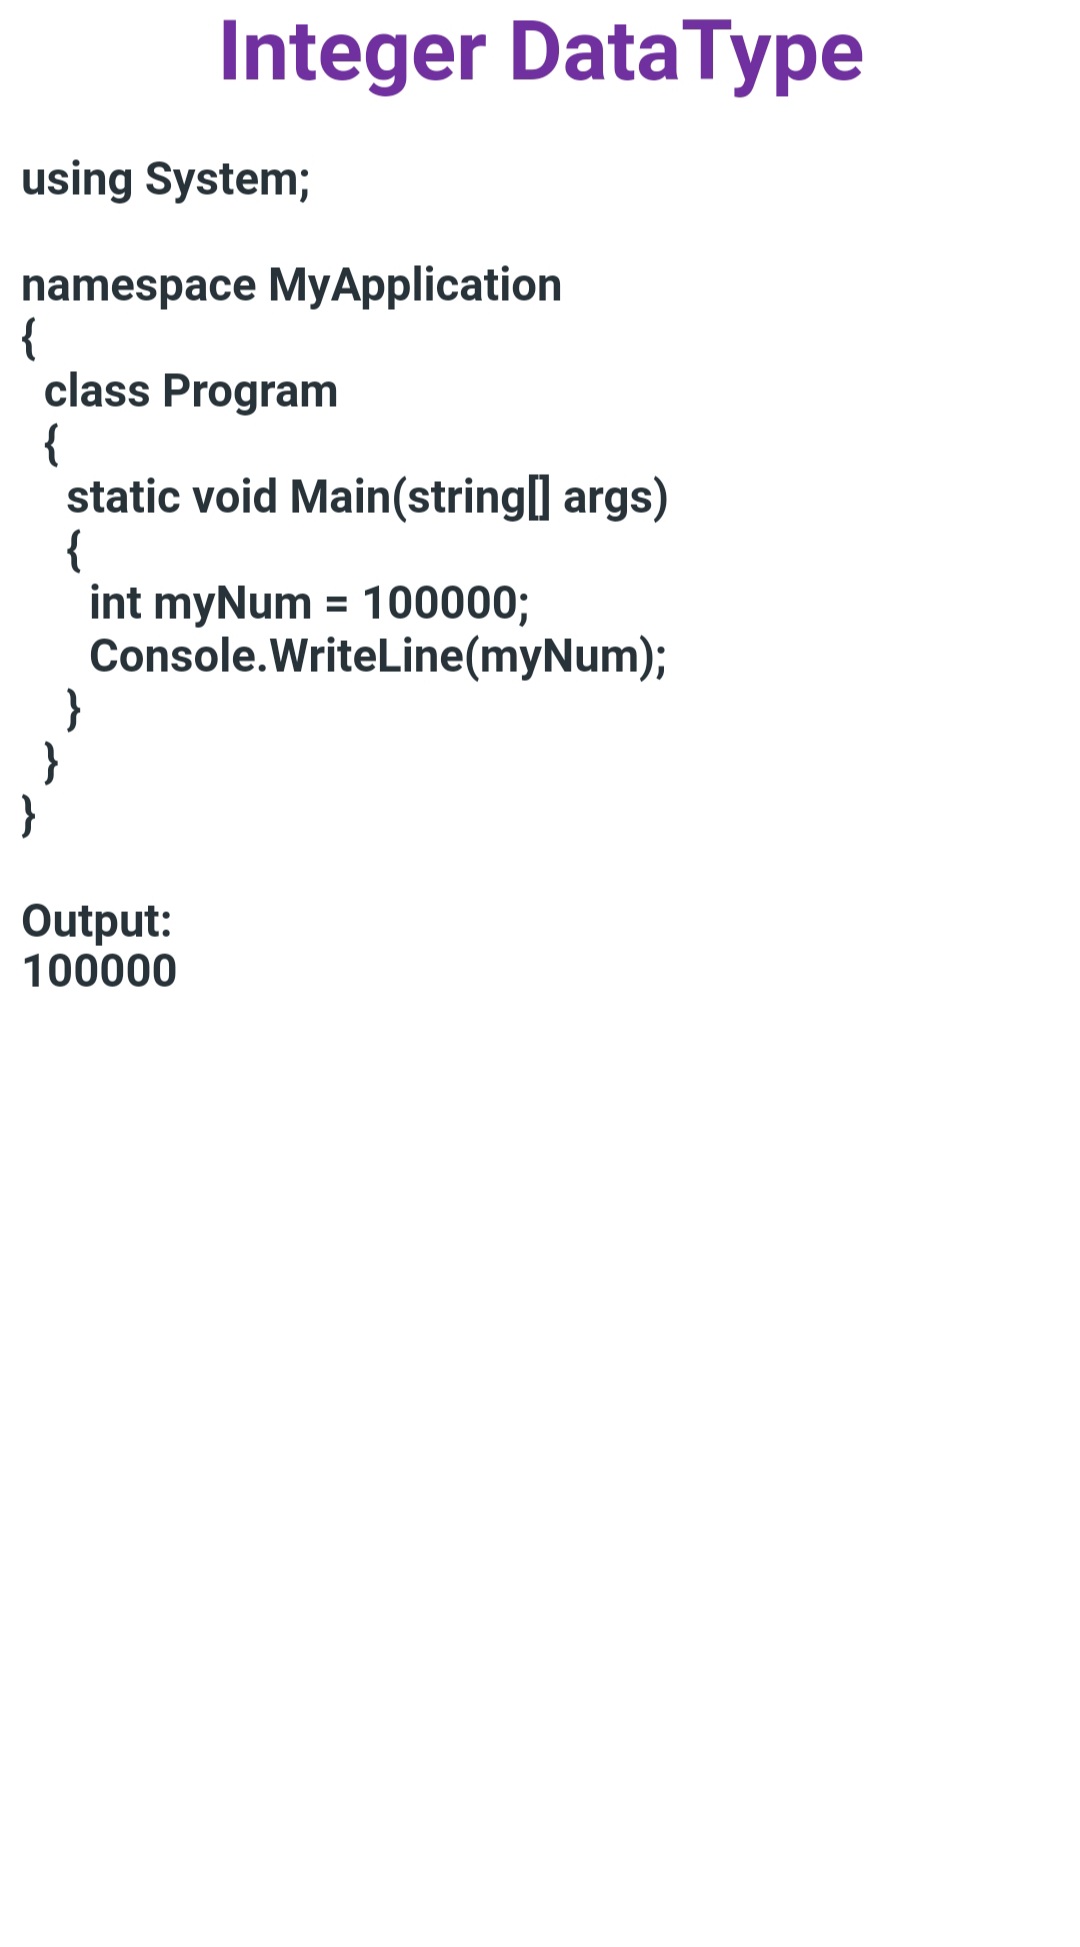 Integer DataType
using System;
namespace MyApplication
{
class Program
{
static void Main(string[] args)
{
int myNum = 100000;
Console.WriteLine(myNum);
}
}
}
Output:
100000